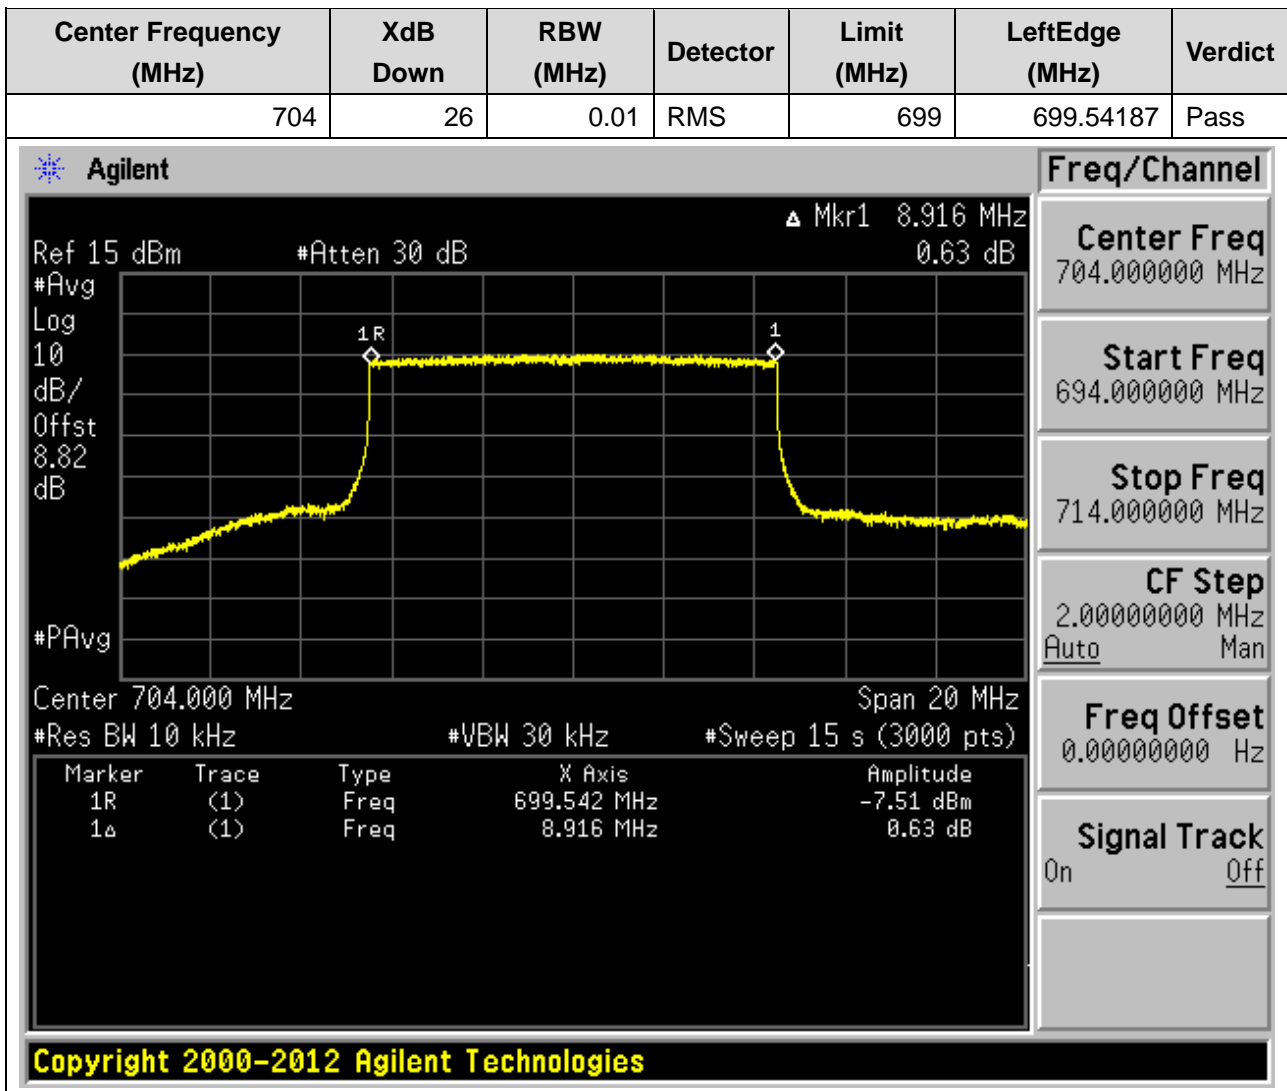 Center Frequency (MHz) XdB Down RBW (MHz) Detector Limit (MHz) LeftEdge (MHz) Verdict
704 26 0.01 RMS 699 699.54187 Pass
Agilent
Freq/Channel
Δ Mkr1 8.916 MHz
Ref 15 dBm #Atten 30 dB 0.63 dB
#Avg
Log
10
dB/
Offst
8.82
dB
1R
1
#PAvg
Center 704.000 MHz Span 20 MHz
#Res BW 10 kHz #VBW 30 kHz #Sweep 15 s (3000 pts)
Marker Trace Type X Axis Amplitude
1R (1) Freq 699.542 MHz -7.51 dBm
1Δ (1) Freq 8.916 MHz 0.63 dB
Center Freq
704.000000 MHz
Start Freq
694.000000 MHz
Stop Freq
714.000000 MHz
CF Step
2.00000000 MHz
Auto Man
Freq Offset
0.00000000 Hz
Signal Track
On Off
Copyright 2000-2012 Agilent Technologies